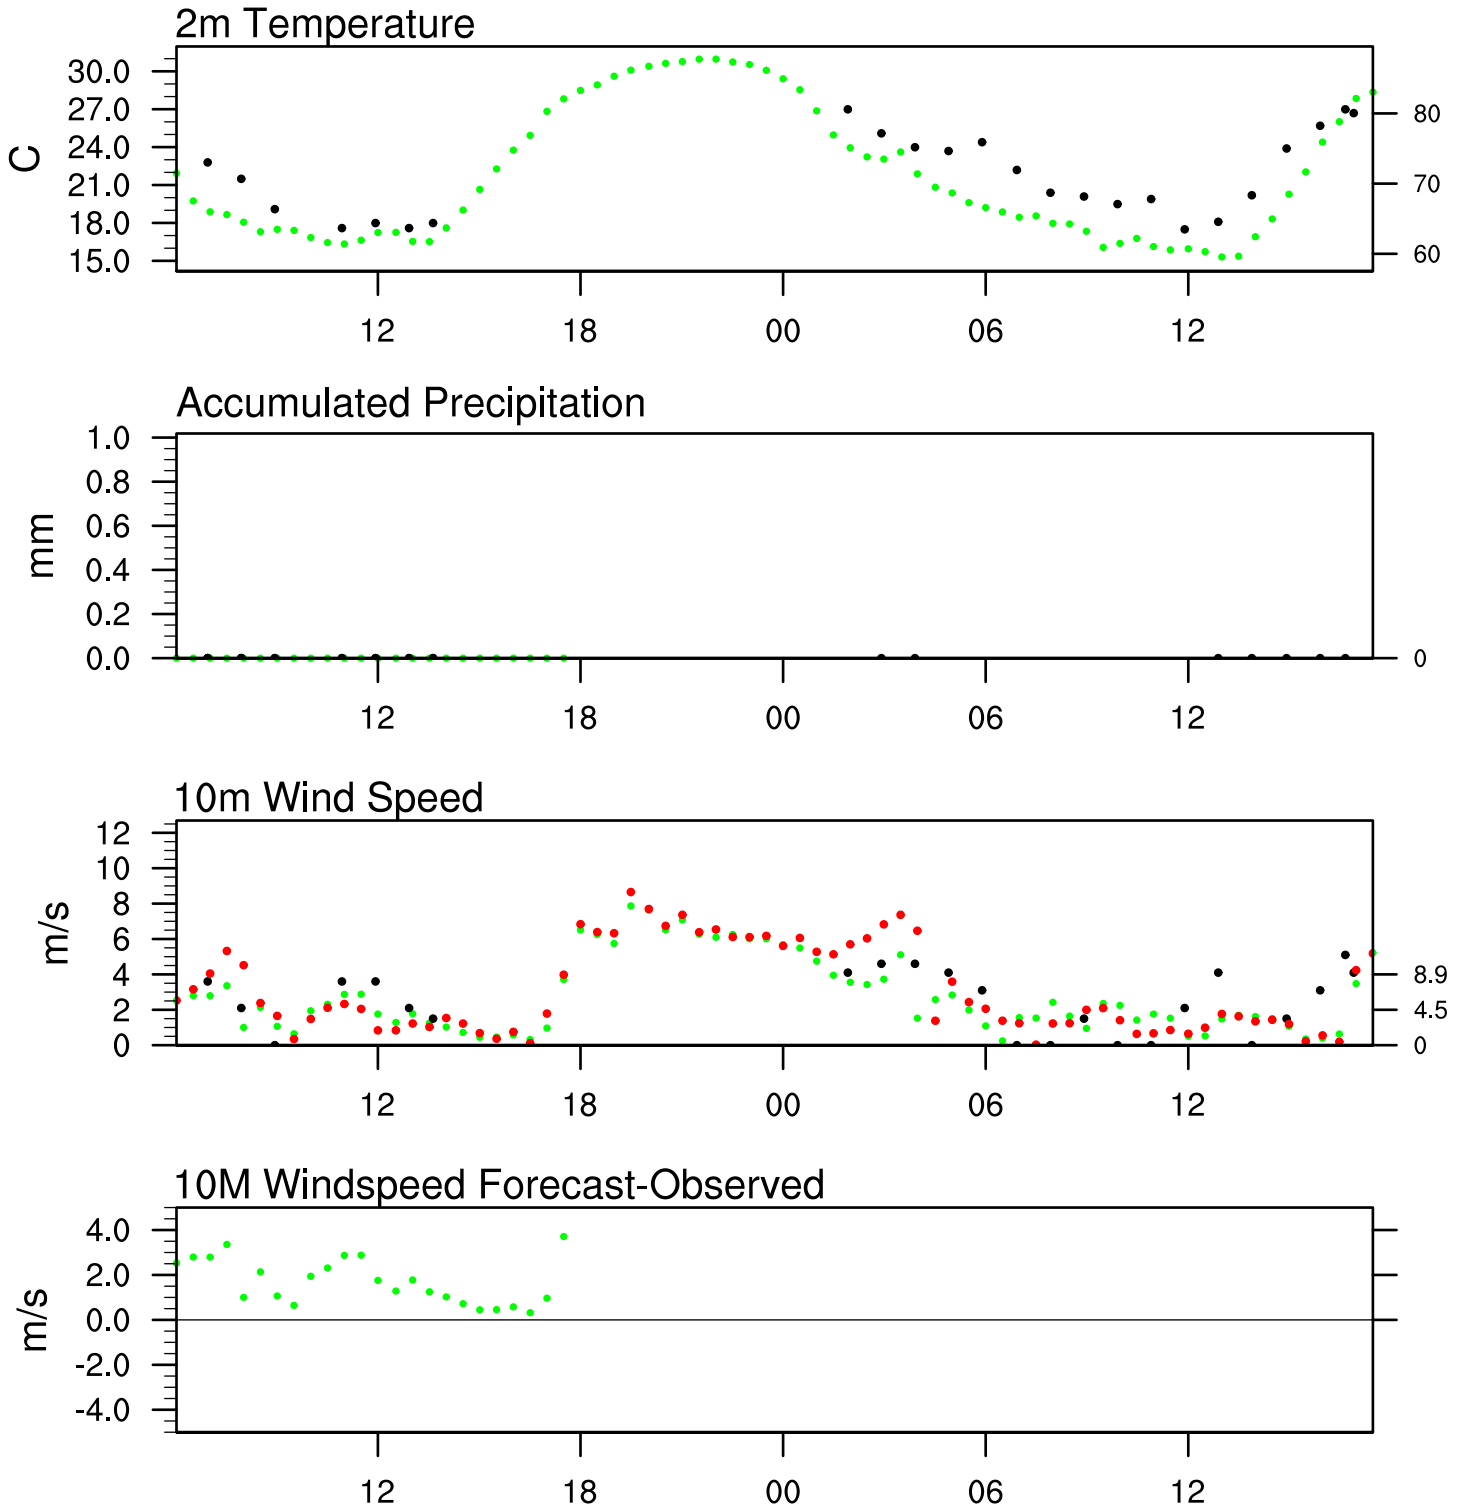 2m Temperature
C
30.0
27.0
24.0
21.0
18.0
15.0
80
70
60
12 18 00 06 12
Accumulated Precipitation
mm
1.0
0.8
0.6
0.4
0.2
0.0
0
12 18 00 06 12
10m Wind Speed
m/s
12
10
8
6
4
2
0
8.9
4.5
0
12 18 00 06 12
10M Windspeed Forecast-Observed
m/s
4.0
2.0
0.0
-2.0
-4.0
12 18 00 06 12